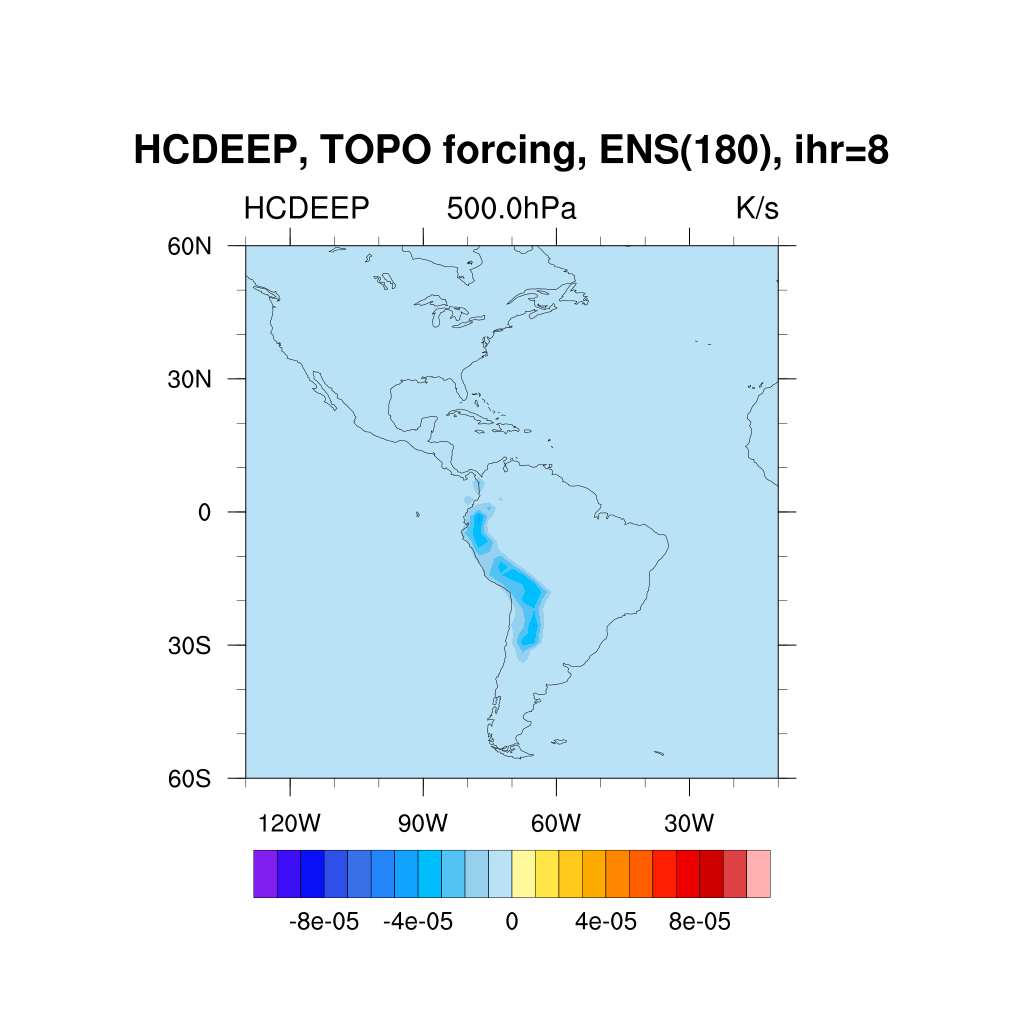 HCDEEP, TOPO forcing, ENS(180), ihr=8
HCDEEP 500.0hPa K/s
60N
30N
0
30S
60S
120W 90W 60W 30W
-8e-05 -4e-05 0 4e-05 8e-05